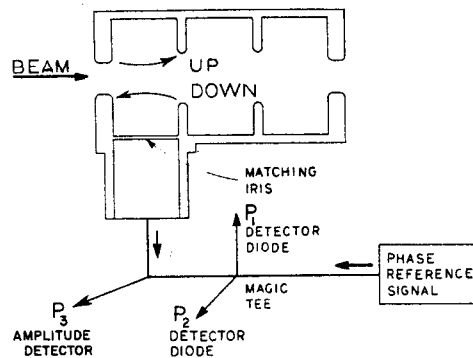 UP
BEAM
DOWN
MATCHING
IRIS
P1
DETECTOR
DIODE
PHASE
REFERENCE
SIGNAL
MAGIC
TEE
P3
AMPLITUDE
DETECTOR
P2
DETECTOR
DIODE